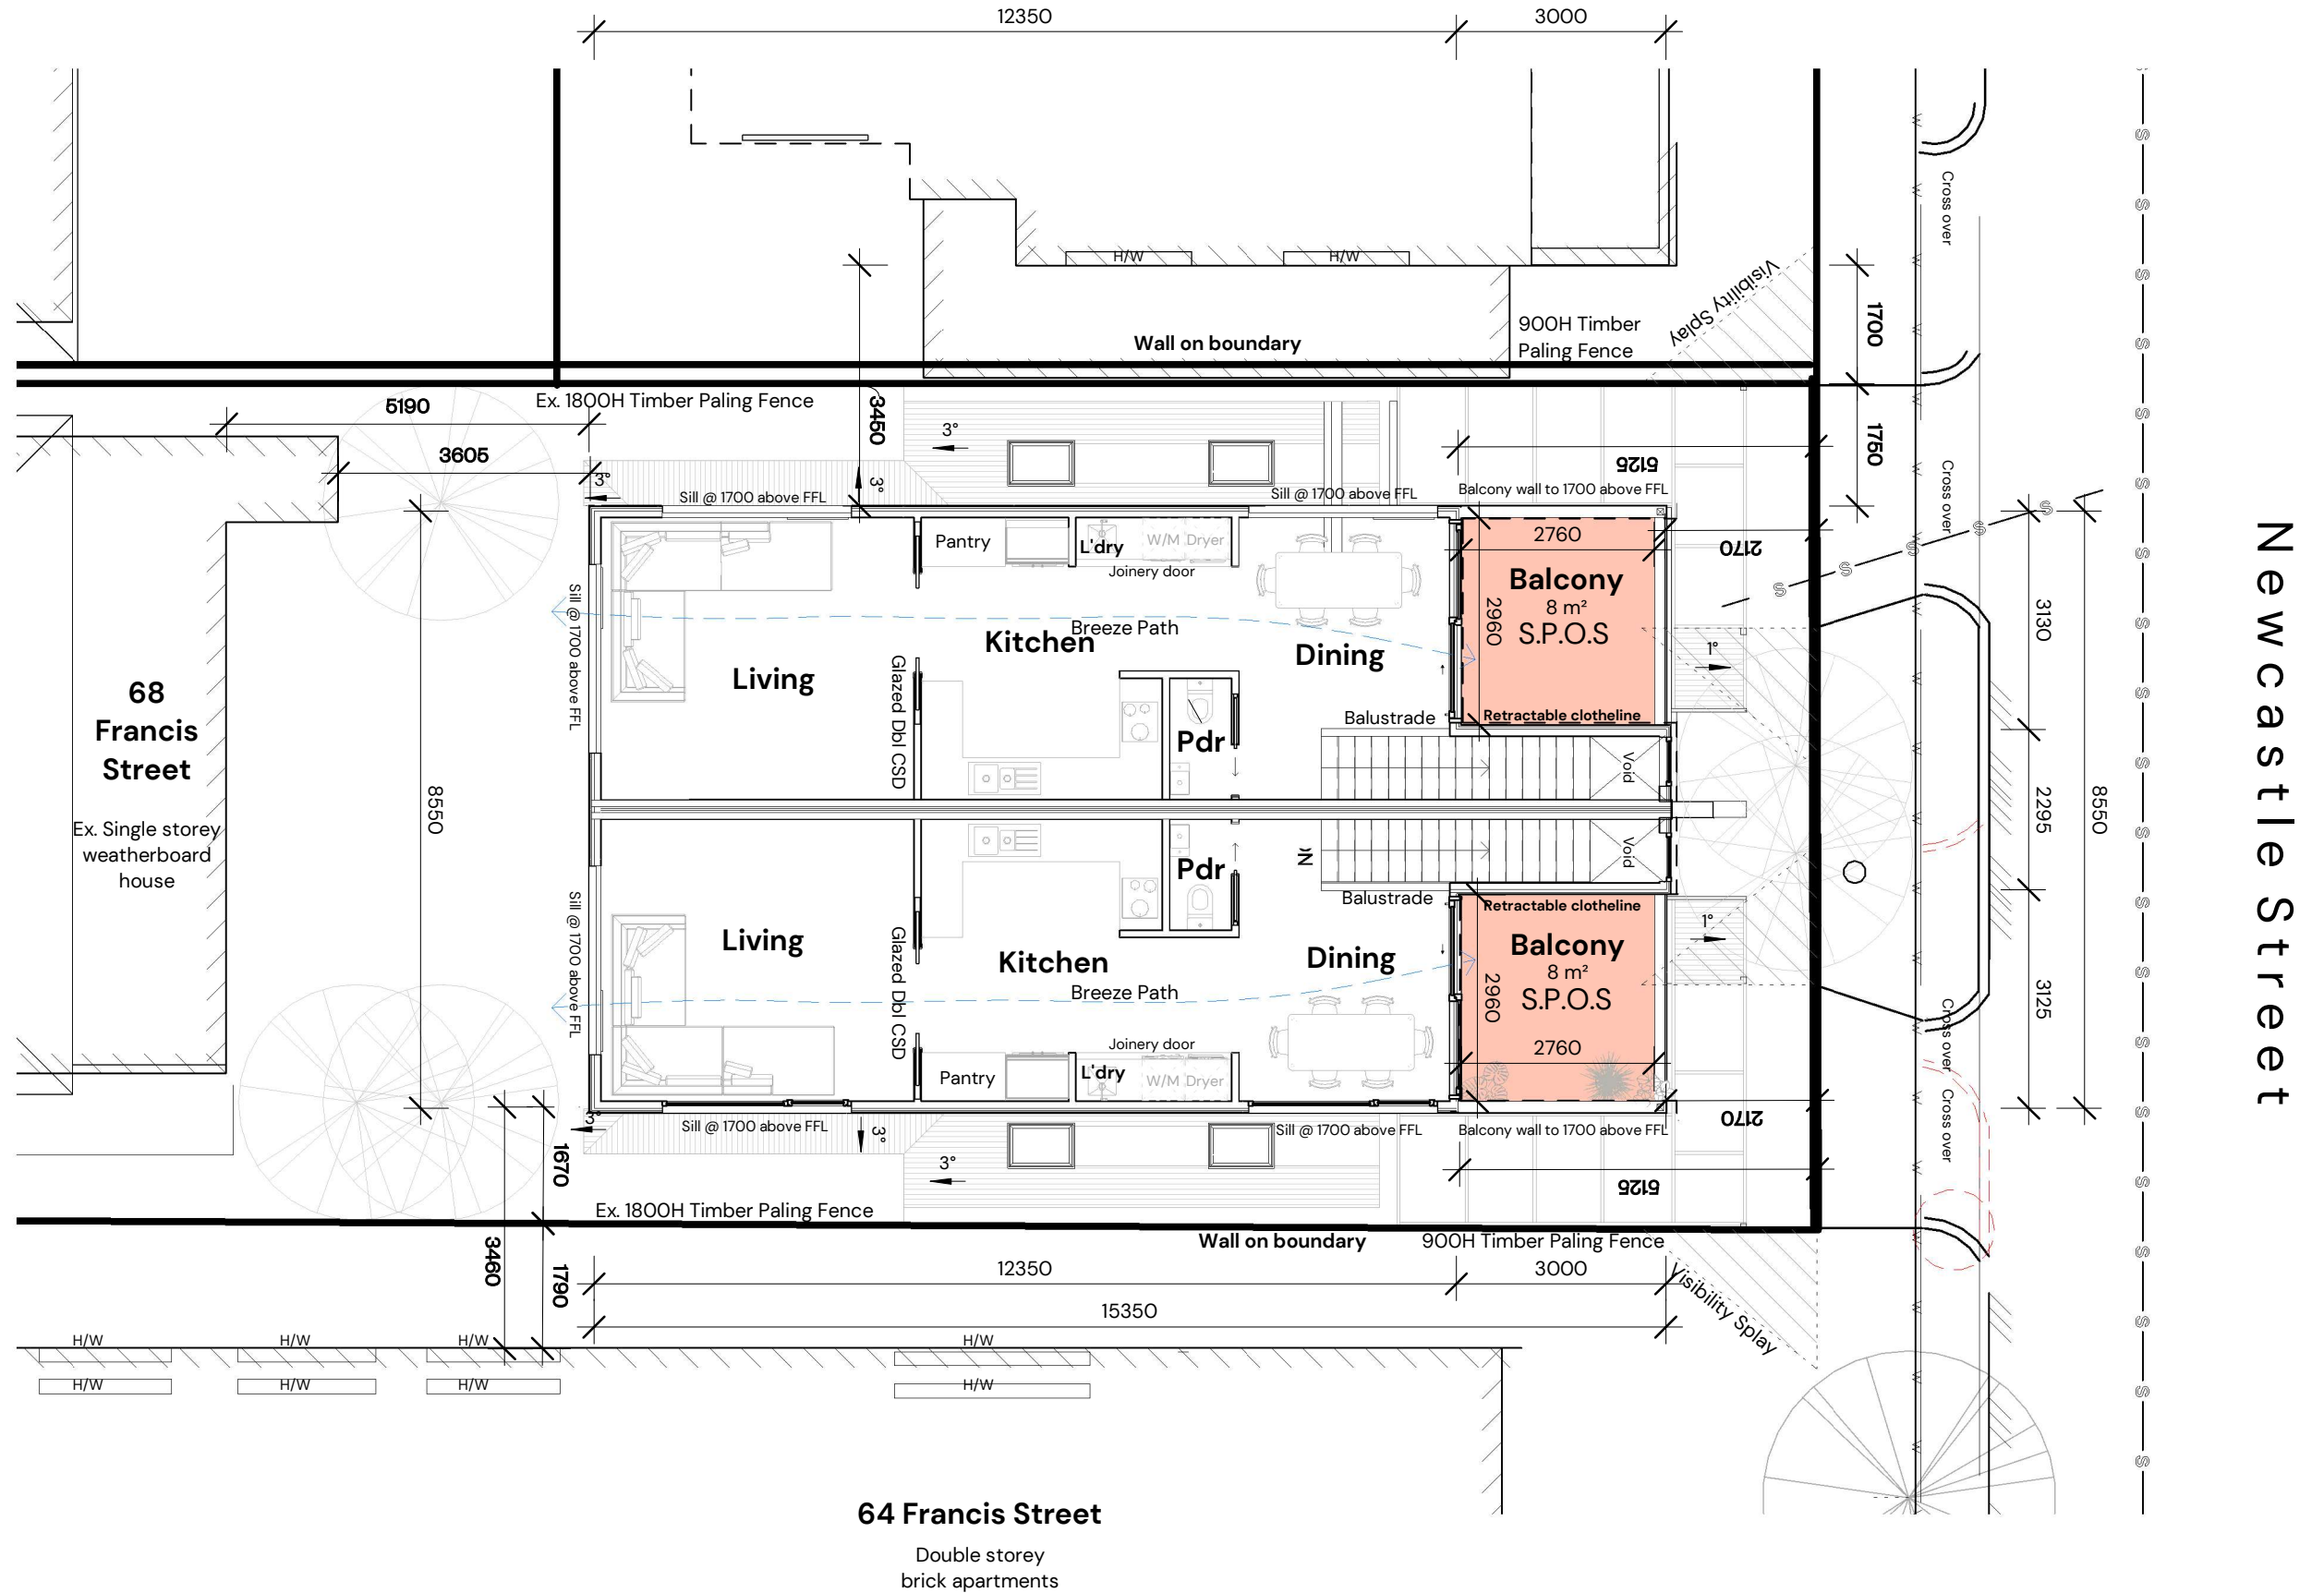 12350
3000
Cross over
H/W
H/W
Visibility Splay
1700
900H Timber
Paling Fence
Wall on boundary
Ex. 1800H Timber Paling Fence
5190
3450
3°
1750
3605
5125
3°
3°
Sill @ 1700 above FFL
Sill @ 1700 above FFL
Balcony wall to 1700 above FFL
Cross over
2170
Pantry
L'dry
W/M Dryer
2760
Joinery door
Balcony
8 m²
S.P.O.S
2960
Sill @ 1700 above FFL
Breeze Path
Kitchen
Dining
Living
Glazed Dbl CSD
3130
1°
68
Francis
Street
Retractable clotheline
Balustrade
Pdr
Void
Newcastle Street
8550
2295
8550
Ex. Single storey
weatherboard
house
Void
Pdr
Balustrade
Retractable clotheline
Sill @ 1700 above FFL
Glazed Dbl CSD
Living
Kitchen
Dining
Balcony
8 m²
S.P.O.S
2960
1°
Breeze Path
3125
Joinery door
2760
Pantry
L'dry
W/M Dryer
Cross over
Cross over
2170
3°
Sill @ 1700 above FFL
3°
Sill @ 1700 above FFL
Balcony wall to 1700 above FFL
1670
3°
5125
Ex. 1800H Timber Paling Fence
Wall on boundary
900H Timber Paling Fence
3460
1790
12350
3000
Visibility Splay
15350
H/W
H/W
H/W
H/W
H/W
H/W
H/W
H/W
64 Francis Street
Double storey
brick apartments